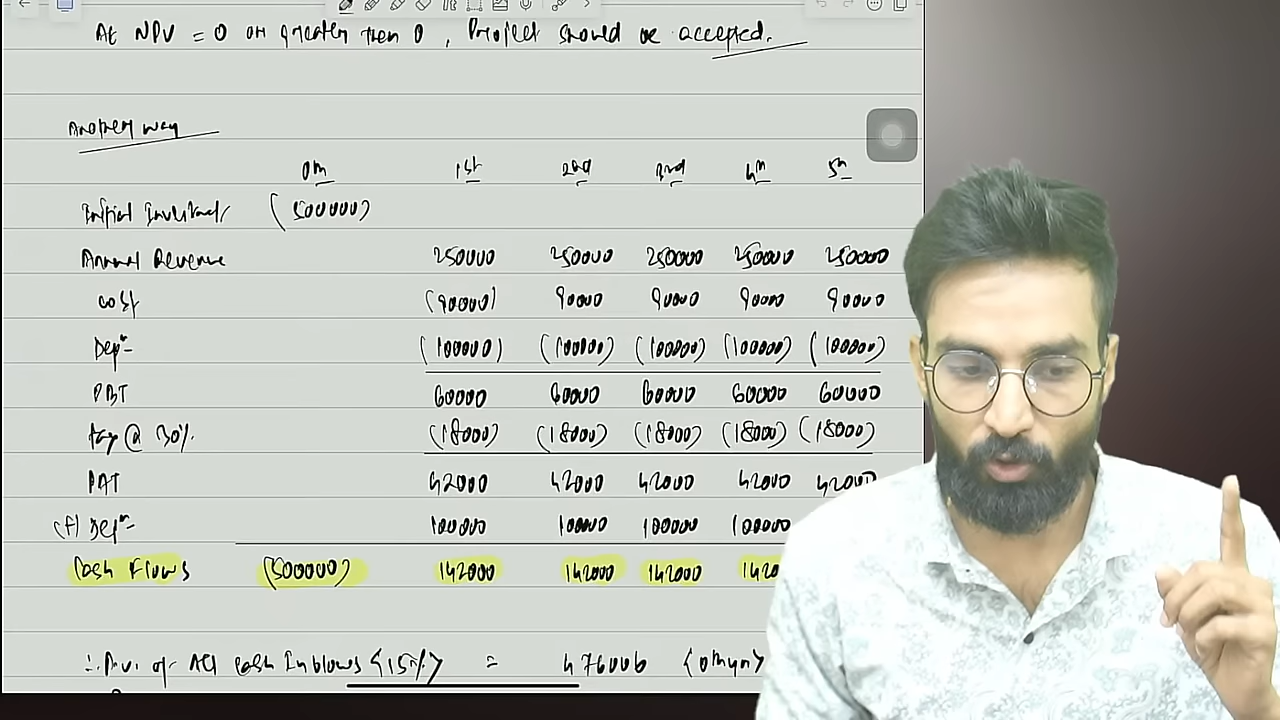 At NPV = 0 or greater then 0, Project should be accepted.
Another way
0th 1st 2nd 3rd 4th 5th
Initial Investment (500000)
Annual Revenue 250000 250000 250000 250000 250000
cost (90000) 90000 90000 90000 90000
Depn (100000) (100000) (100000) (100000) (100000)
PBT 60000 60000 60000 60000 60000
tax @ 30% (18000) (18000) (18000) (18000) (18000)
PAT 42000 42000 42000 42000 42000
(+) Depn 100000 100000 100000 100000
Cash Flows (500000) 142000 142000 142000 1420
∴ P.v. of All cash Inflows <15%> = 476006